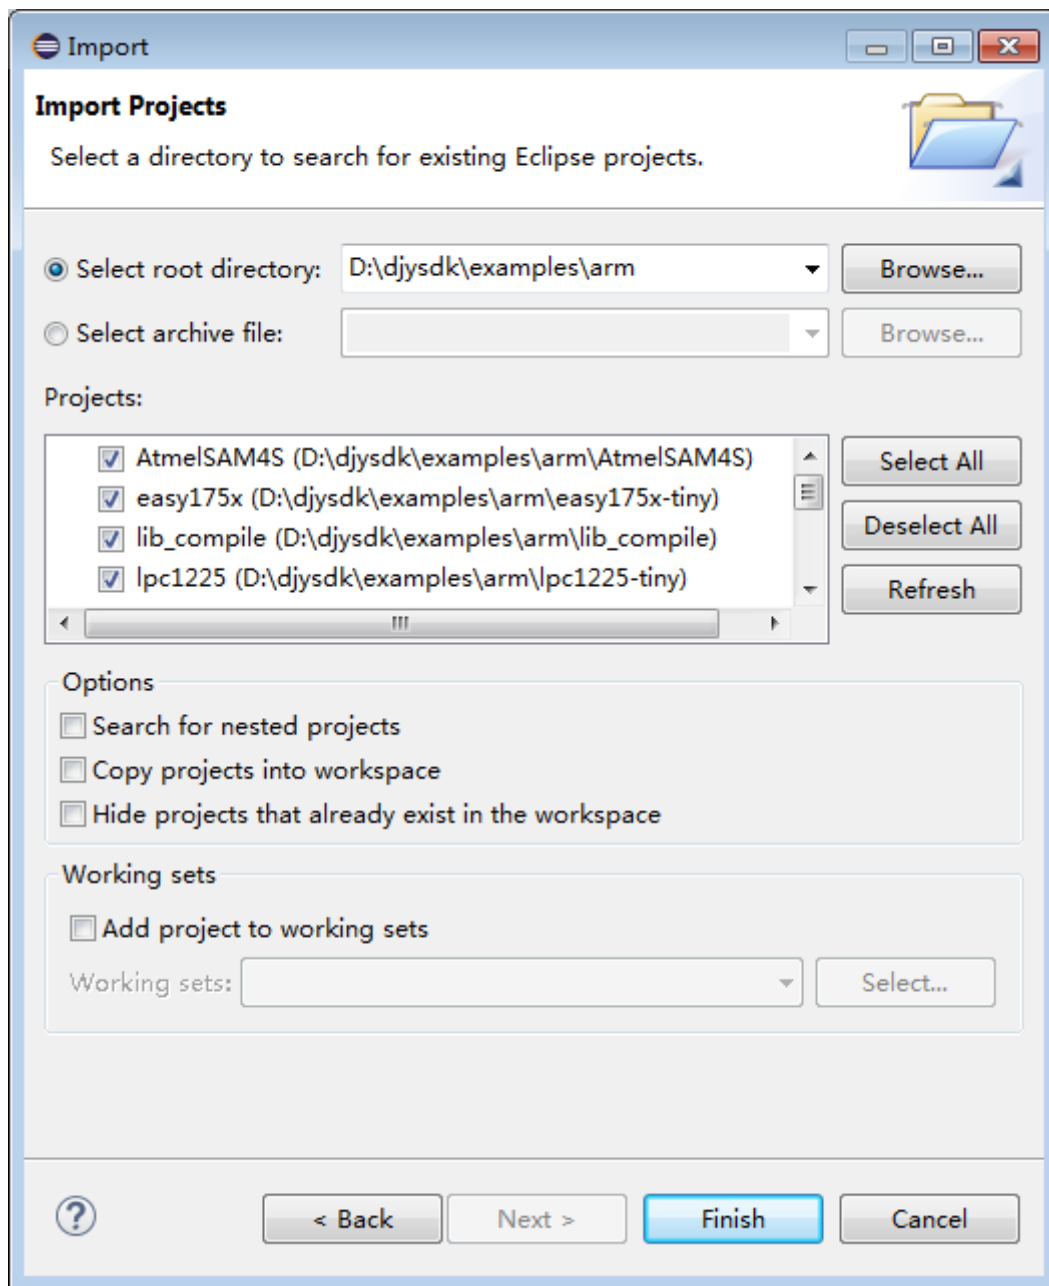 Import
Import Projects
Select a directory to search for existing Eclipse projects.
Select root directory: D:\djysdk\examples\arm Browse...
Select archive file: Browse...
Projects:
AtmelSAM4S (D:\djysdk\examples\arm\AtmelSAM4S)
easy175x (D:\djysdk\examples\arm\easy175x-tiny)
lib_compile (D:\djysdk\examples\arm\lib_compile)
lpc1225 (D:\djysdk\examples\arm\lpc1225-tiny)
Select All
Deselect All
Refresh
Options
Search for nested projects
Copy projects into workspace
Hide projects that already exist in the workspace
Working sets
Add project to working sets
Working sets: Select...
? < Back Next > Finish Cancel